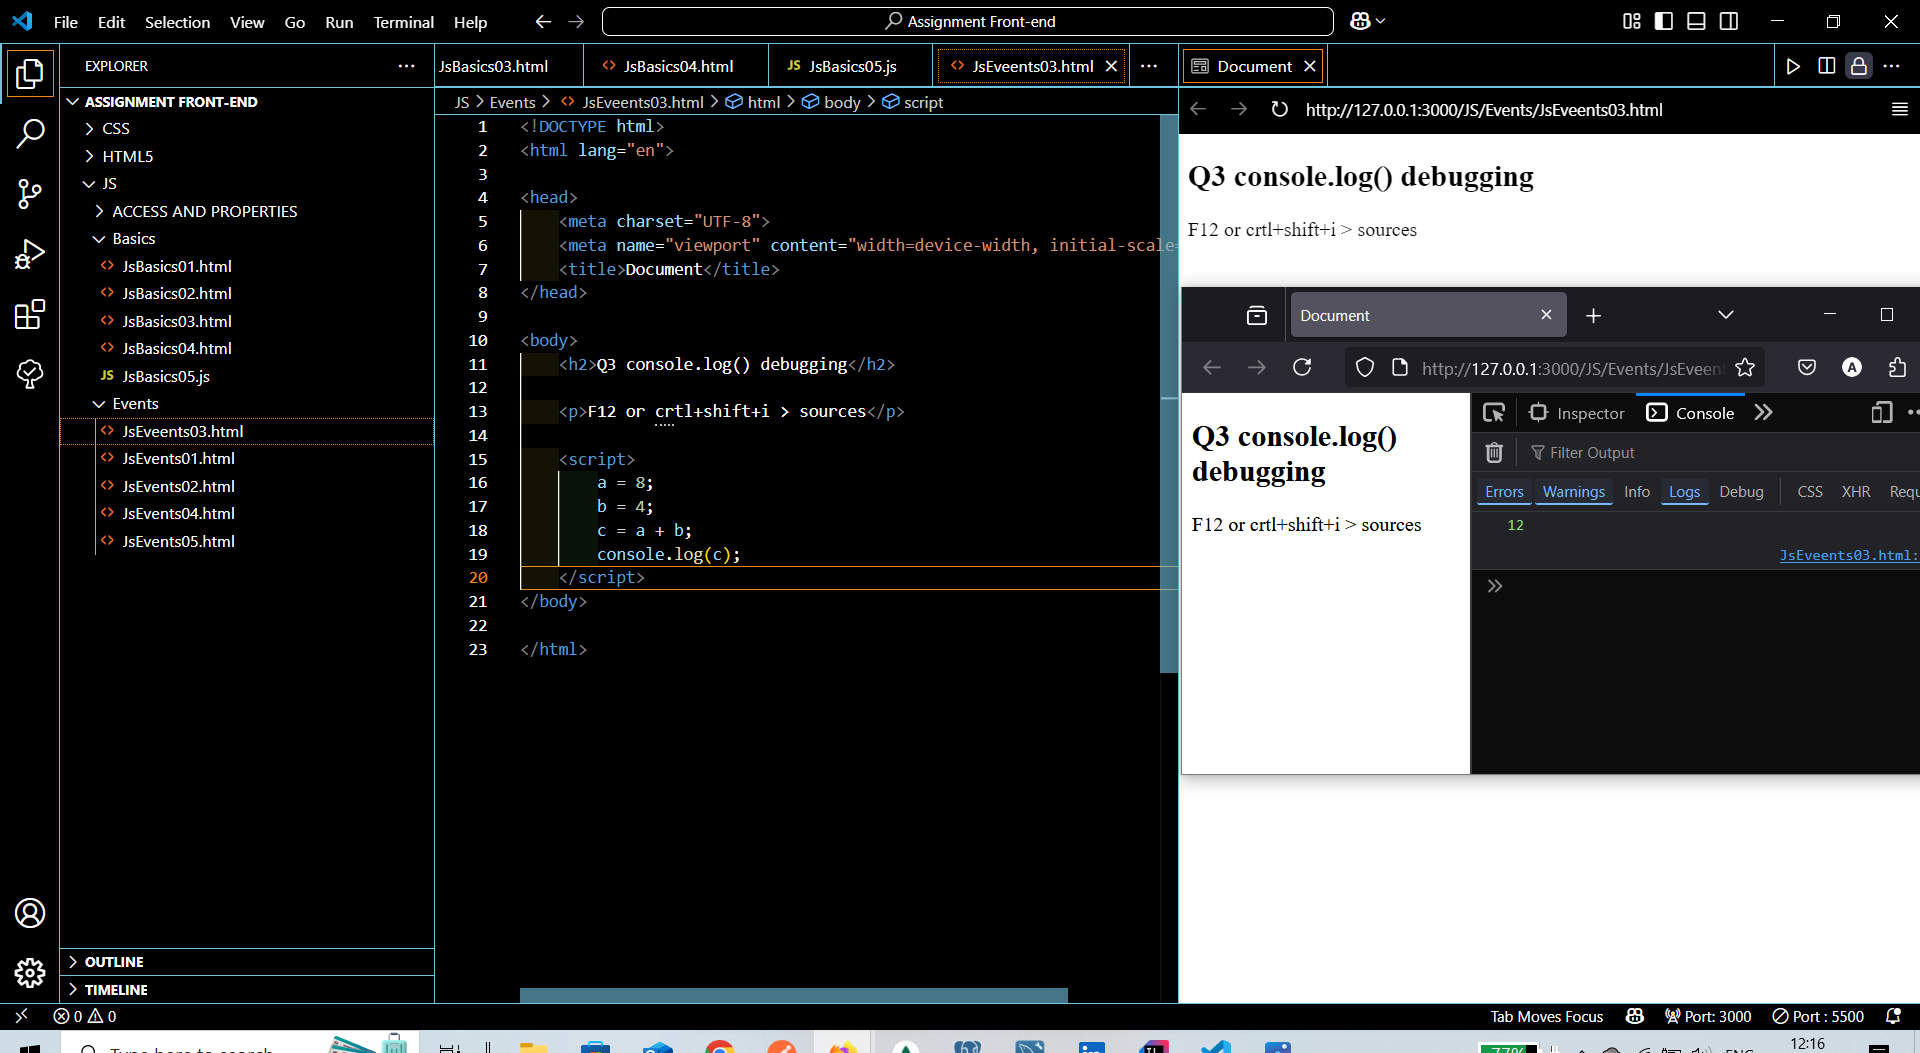 File Edit Selection View Go Run Terminal Help
Assignment Front-end
EXPLORER
ASSIGNMENT FRONT-END
CSS
HTML5
JS
ACCESS AND PROPERTIES
Basics
JsBasics01.html
JsBasics02.html
JsBasics03.html
JsBasics04.html
JS JsBasics05.js
Events
JsEveents03.html
JsEvents01.html
JsEvents02.html
JsEvents04.html
JsEvents05.html
OUTLINE
TIMELINE
JsBasics03.html JsBasics04.html JS JsBasics05.js JsEveents03.html
JS > Events > JsEveents03.html > html > body > script
1 <!DOCTYPE html>
2 <html lang="en">
3
4 <head>
5 <meta charset="UTF-8">
6 <meta name="viewport" content="width=device-width, initial-scale=
7 <title>Document</title>
8 </head>
9
10 <body>
11 <h2>Q3 console.log() debugging</h2>
12
13 <p>F12 or crtl+shift+i > sources</p>
14
15 <script>
16 a = 8;
17 b = 4;
18 c = a + b;
19 console.log(c);
20 </script>
21 </body>
22
23 </html>
Document
http://127.0.0.1:3000/JS/Events/JsEveents03.html
Q3 console.log() debugging
F12 or crtl+shift+i > sources
Document
http://127.0.0.1:3000/JS/Events/JsEveent
Q3 console.log()
debugging
F12 or crtl+shift+i > sources
Inspector Console
Filter Output
Errors Warnings Info Logs Debug CSS XHR Requ
12
JsEveents03.html:
0 0
Tab Moves Focus Port: 3000 Port : 5500
Type here to search
77%
ENG
12:16